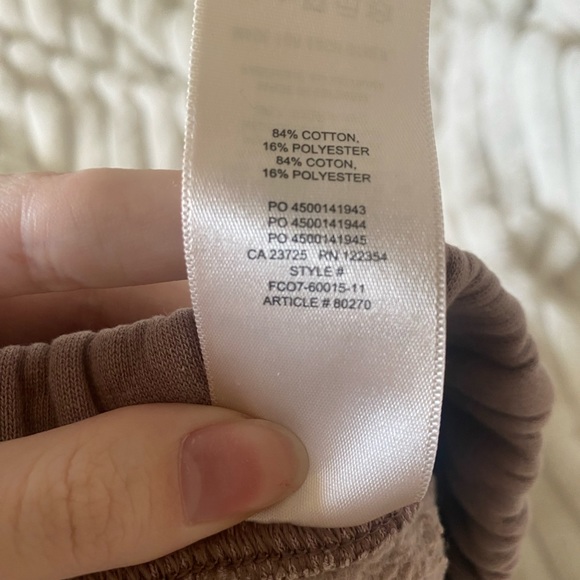 84% COTTON,
16% POLYESTER
84% COTON,
16% POLYESTER
PO 4500141943
PO 4500141944
PO 4500141945
CA 23725 RN 122354
STYLE #
FCO7-60015-11
ARTICLE # 80270